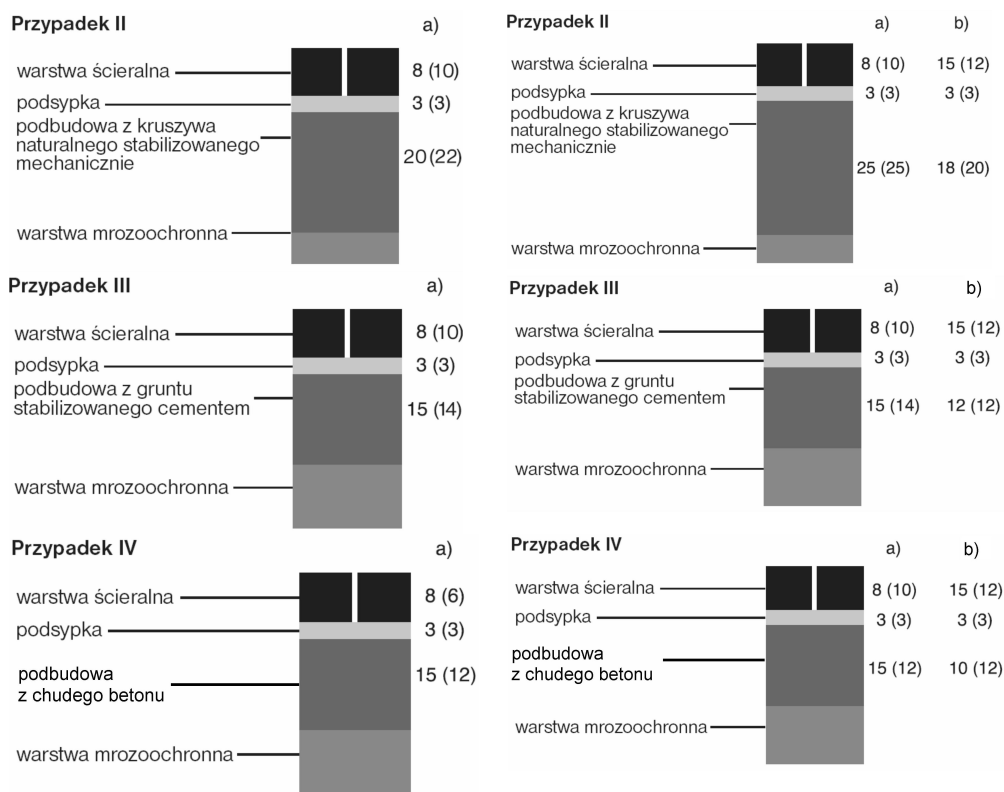 Przypadek II a)
warstwa ścieralna 8 (10)
podsypka 3 (3)
podbudowa z kruszywa
naturalnego stabilizowanego
mechanicznie 20 (22)
warstwa mrozoochronna
Przypadek III a)
warstwa ścieralna 8 (10)
podsypka 3 (3)
podbudowa z gruntu
stabilizowanego cementem 15 (14)
warstwa mrozoochronna
Przypadek IV a)
warstwa ścieralna 8 (6)
podsypka 3 (3)
podbudowa 15 (12)
z chudego betonu
warstwa mrozoochronna
Przypadek II a) b)
warstwa ścieralna 8 (10) 15 (12)
podsypka 3 (3) 3 (3)
podbudowa z kruszywa
naturalnego stabilizowanego
mechanicznie 25 (25) 18 (20)
warstwa mrozoochronna
Przypadek III a) b)
warstwa ścieralna 8 (10) 15 (12)
podsypka 3 (3) 3 (3)
podbudowa z gruntu
stabilizowanego cementem 15 (14) 12 (12)
warstwa mrozoochronna
Przypadek IV a) b)
warstwa ścieralna 8 (10) 15 (12)
podsypka 3 (3) 3 (3)
podbudowa
z chudego betonu 15 (12) 10 (12)
warstwa mrozoochronna